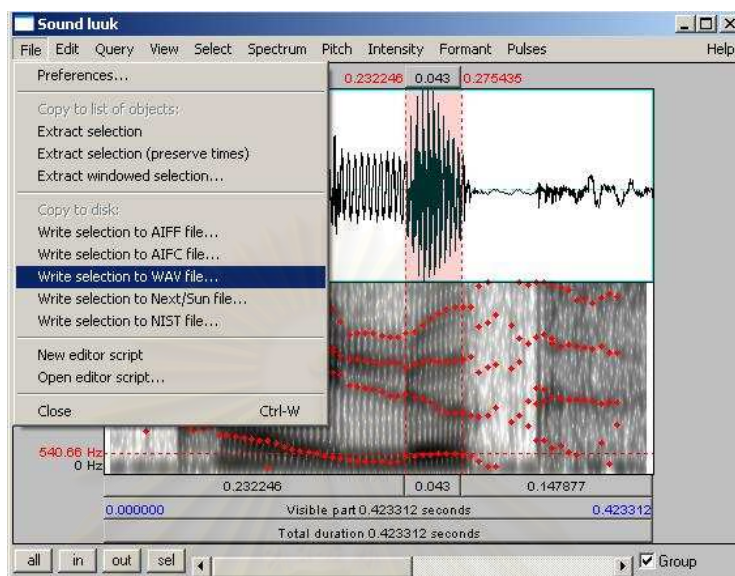 Sound luuk
File Edit Query View Select Spectrum Pitch Intensity Formant Pulses Help
Preferences...
0.232246 0.043 0.275435
Copy to list of objects:
Extract selection
Extract selection (preserve times)
Extract windowed selection...
Copy to disk:
Write selection to AIFF file...
Write selection to AIFC file...
Write selection to WAV file...
Write selection to Next/Sun file...
Write selection to NIST file...
New editor script
Open editor script...
Close Ctrl-W
540.66 Hz
0 Hz
0.232246 0.043 0.147877
0.000000 Visible part 0.423312 seconds 0.423312
Total duration 0.423312 seconds
all in out sel Group